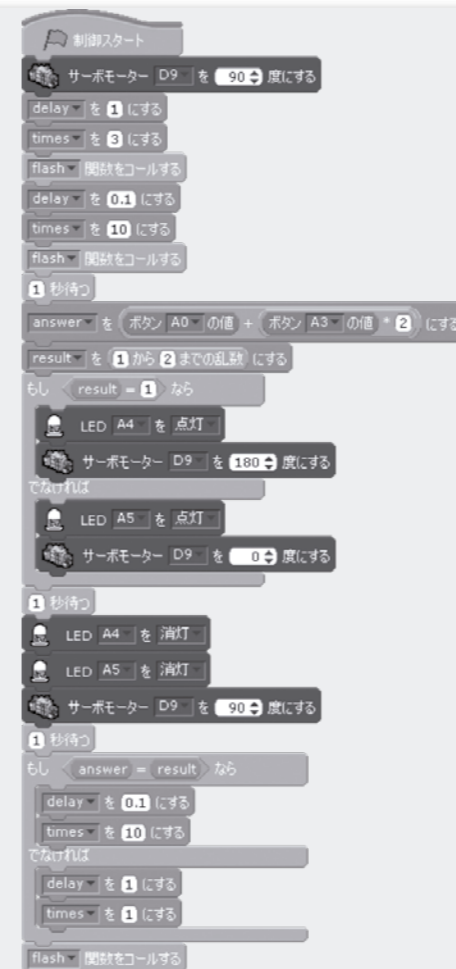 制御スタート
サーボモーター D9 を 90 度にする
delay を 1 にする
times を 3 にする
flash 関数をコールする
delay を 0.1 にする
times を 10 にする
flash 関数をコールする
1 秒待つ
answer を ボタン A0 の値 + ボタン A3 の値 * 2 にする
result を 1 から 2 までの乱数 にする
もし result = 1 なら
LED A4 を 点灯
サーボモーター D9 を 180 度にする
でなければ
LED A5 を 点灯
サーボモーター D9 を 0 度にする
1 秒待つ
LED A4 を 消灯
LED A5 を 消灯
サーボモーター D9 を 90 度にする
1 秒待つ
もし answer = result なら
delay を 0.1 にする
times を 10 にする
でなければ
delay を 1 にする
times を 1 にする
flash 関数をコールする